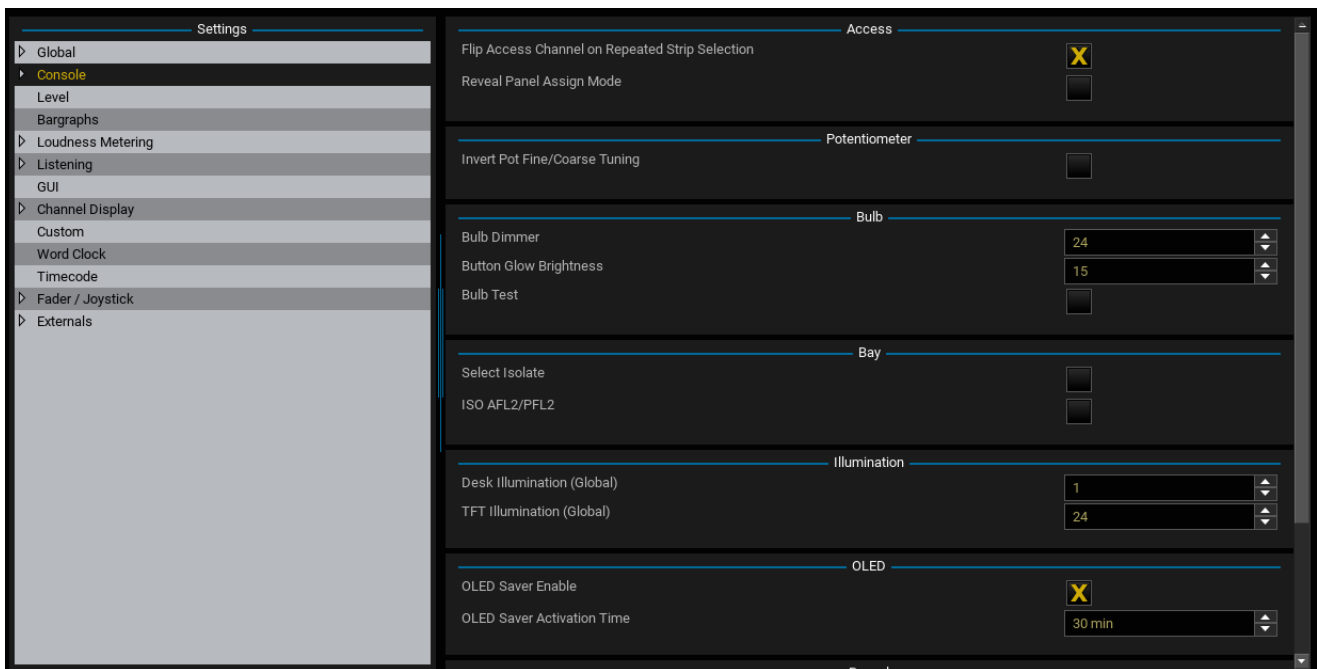 Settings
Global
Console
Level
Bargraphs
Loudness Metering
Listening
GUI
Channel Display
Custom
Word Clock
Timecode
Fader / Joystick
Externals
Access
Flip Access Channel on Repeated Strip Selection
X
Reveal Panel Assign Mode
Potentiometer
Invert Pot Fine/Coarse Tuning
Bulb
Bulb Dimmer
24
Button Glow Brightness
15
Bulb Test
Bay
Select Isolate
ISO AFL2/PFL2
Illumination
Desk Illumination (Global)
1
TFT Illumination (Global)
24
OLED
OLED Saver Enable
X
OLED Saver Activation Time
30 min